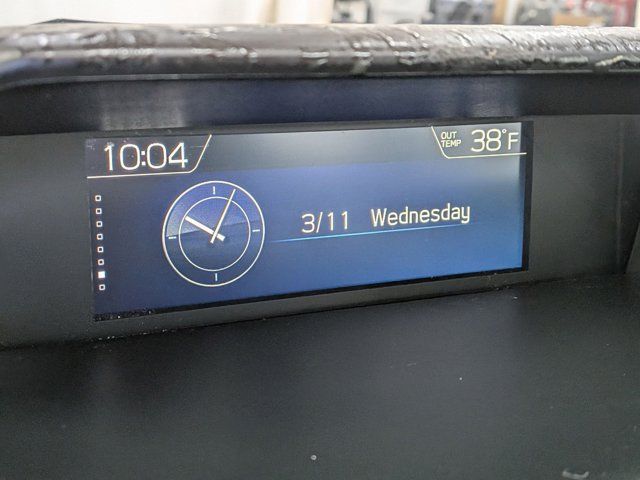 10:04
OUT TEMP 38°F
3/11 Wednesday